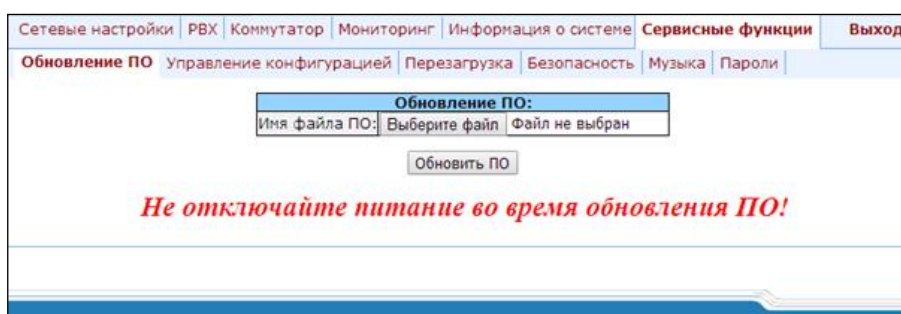 Сетевые настройки PBX Коммутатор Мониторинг Информация о системе Сервисные функции Выход
Обновление ПО Управление конфигурацией Перезагрузка Безопасность Музыка Пароли
Обновление ПО:
Имя файла ПО: Выберите файл Файл не выбран
Обновить ПО
Не отключайте питание во время обновления ПО!